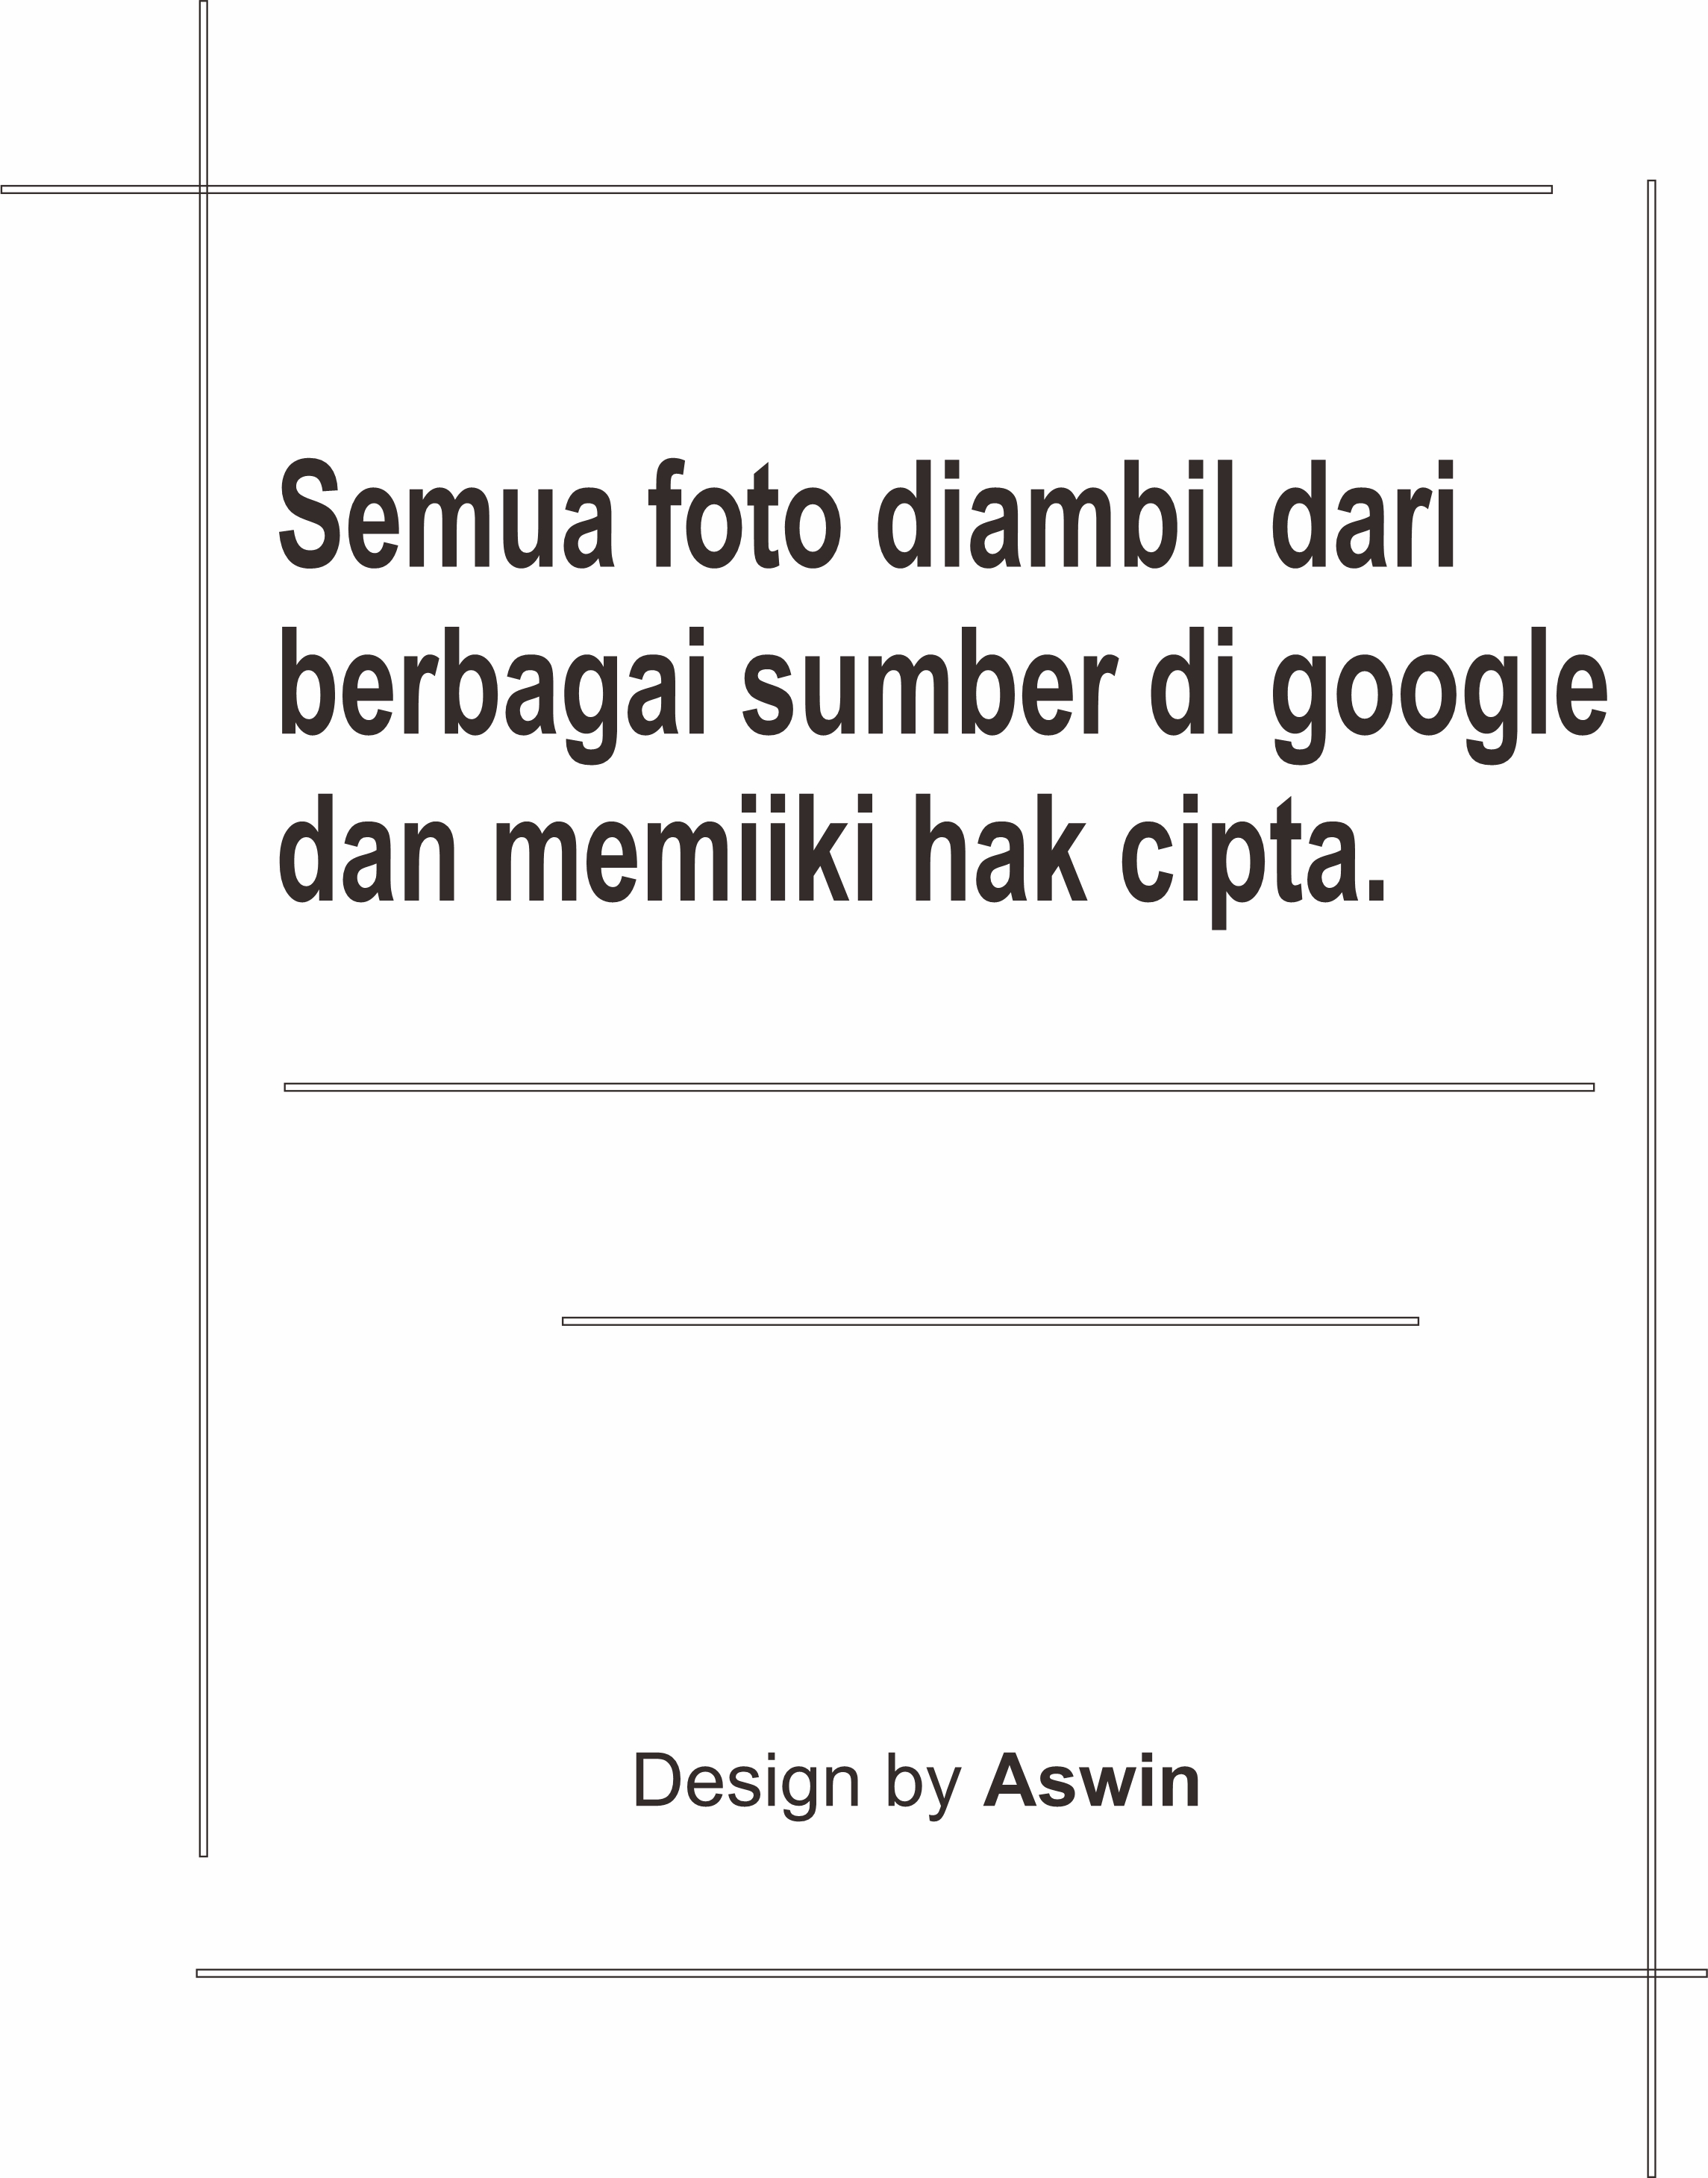 Semua foto diambil dari
berbagai sumber di google
dan memiiki hak cipta.
Design by Aswin